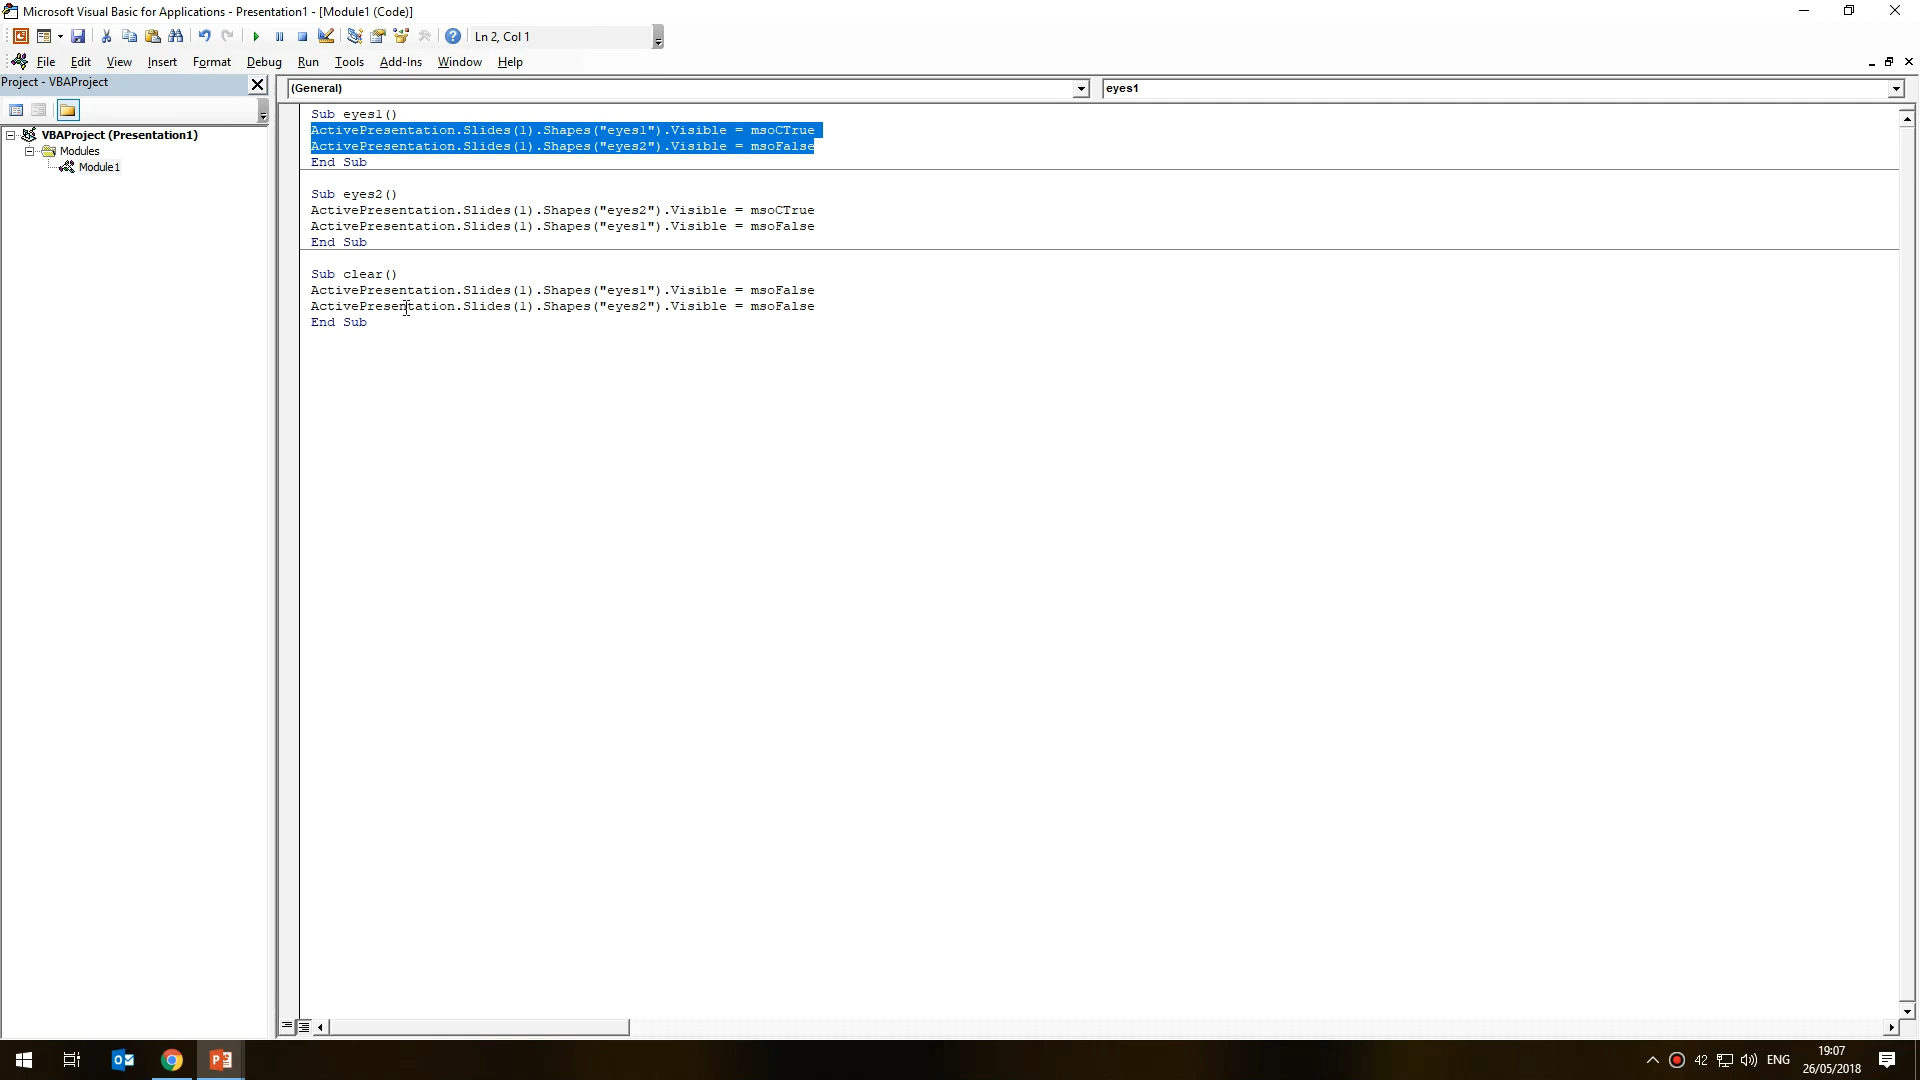 Microsoft Visual Basic for Applications - Presentation1 - [Module1 (Code)]
Ln 2, Col 1
File Edit View Insert Format Debug Run Tools Add-Ins Window Help
Project - VBAProject
(General)
eyes1
VBAProject (Presentation1)
Modules
Module1
Sub eyes1()
ActivePresentation.Slides(1).Shapes("eyes1").Visible = msoCTrue
ActivePresentation.Slides(1).Shapes("eyes2").Visible = msoFalse
End Sub
Sub eyes2()
ActivePresentation.Slides(1).Shapes("eyes2").Visible = msoCTrue
ActivePresentation.Slides(1).Shapes("eyes1").Visible = msoFalse
End Sub
Sub clear()
ActivePresentation.Slides(1).Shapes("eyes1").Visible = msoFalse
ActivePresentation.Slides(1).Shapes("eyes2").Visible = msoFalse
End Sub
42
ENG
19:07
26/05/2018